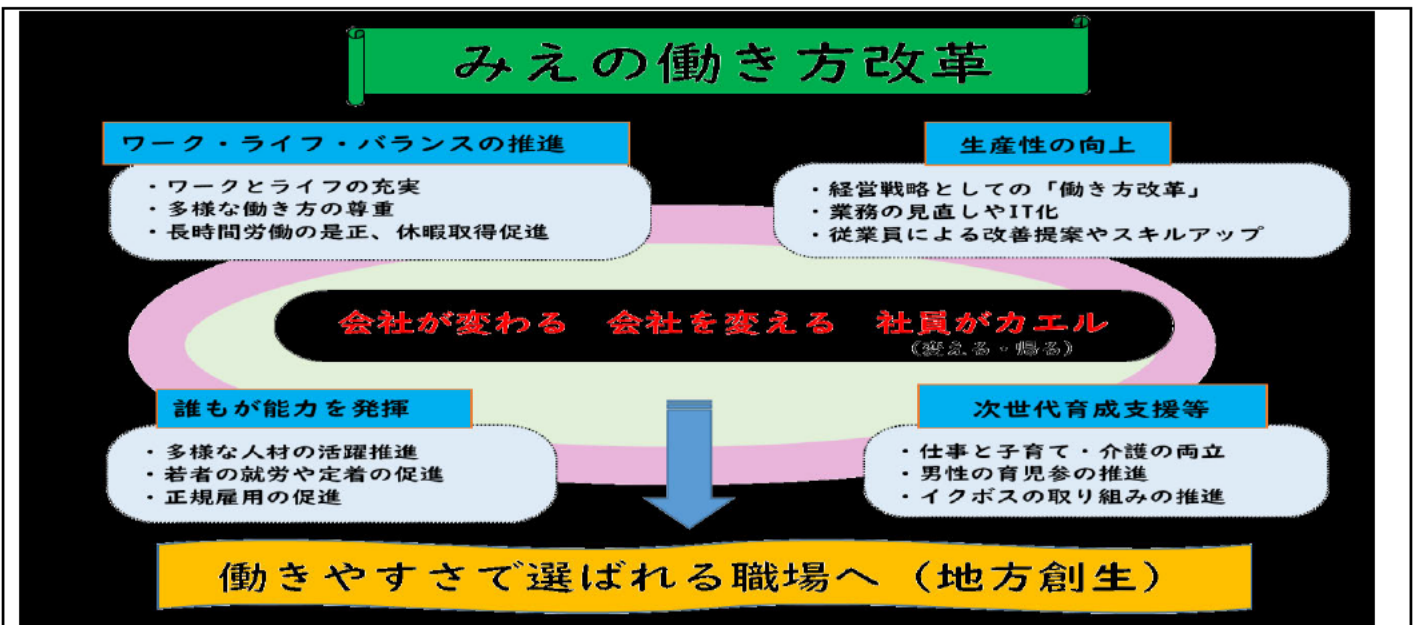 みえの働き方改革
ワーク・ライフ・バランスの推進
・ワークとライフの充実
・多様な働き方の尊重
・長時間労働の是正、休暇取得促進
生産性の向上
・経営戦略としての「働き方改革」
・業務の見直しやIT化
・従業員による改善提案やスキルアップ
会社が変わる 会社を変える 社員がカエル
(変える・帰る)
誰もが能力を発揮
・多様な人材の活躍推進
・若者の就労や定着の促進
・正規雇用の促進
次世代育成支援等
・仕事と子育て・介護の両立
・男性の育児参の推進
・イクボスの取り組みの推進
働きやすさで選ばれる職場へ（地方創生）